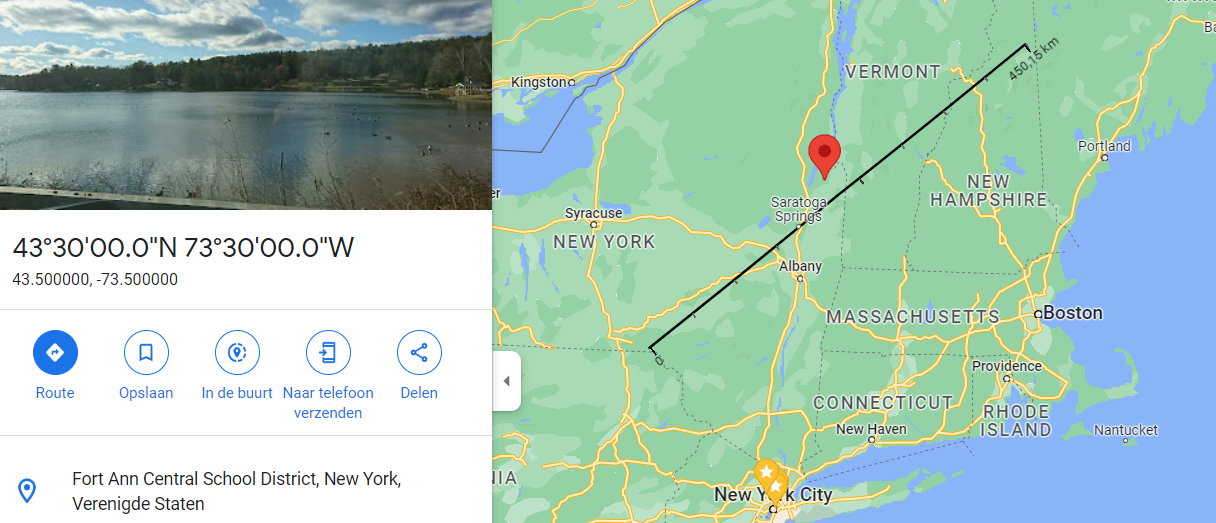 43°30'00.0"N 73°30'00.0"W
43.500000, -73.500000
Route
Opslaan
In de buurt
Naar telefoon
verzenden
Delen
Fort Ann Central School District, New York,
Verenigde Staten
Kingston
VERMONT
450,15 km
Portland
NEW
HAMPSHIRE
Saratoga
Springs
Syracuse
NEW YORK
Albany
MASSACHUSETTS
Boston
0
Providence
CONNECTICUT
RHODE
ISLAND
New Haven
Nantucket
NIA
New York City
er
Ba